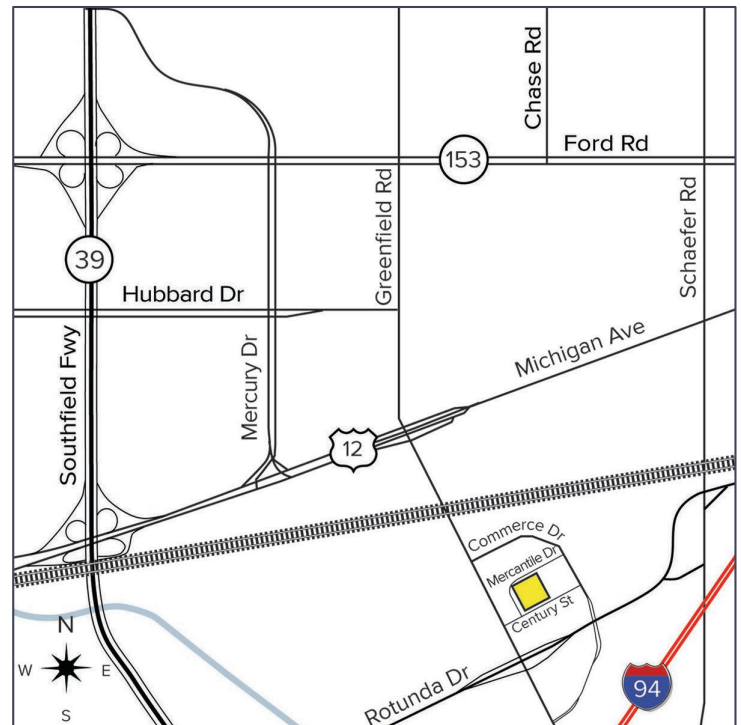 Chase Rd
Ford Rd
153
Greenfield Rd
Schaefer Rd
39
Hubbard Dr
Southfield Fwy
Mercury Dr
Michigan Ave
12
Commerce Dr
Mercantile Dr
Century St
Rotunda Dr
94
N
W
E
S